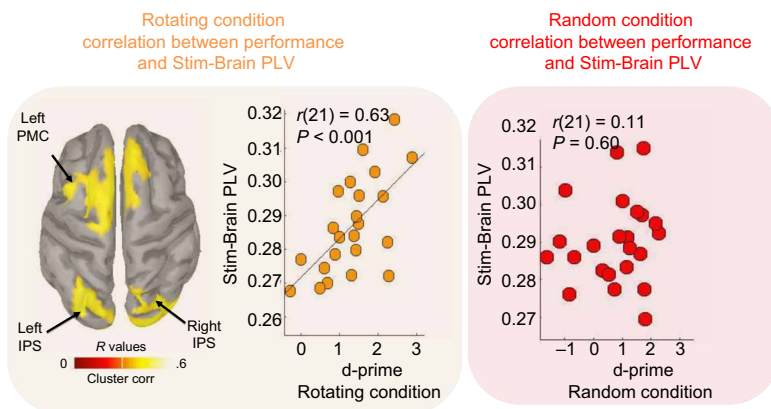 Rotating condition
correlation between performance
and Stim-Brain PLV
Left
PMC
Left
IPS
Right
IPS
R values
0
.6
Cluster corr
r(21) = 0.63
P < 0.001
Stim-Brain PLV
0.32
0.31
0.30
0.29
0.28
0.27
0.26
0 1 2 3
d-prime
Rotating condition
Random condition
correlation between performance
and Stim-Brain PLV
r(21) = 0.11
P = 0.60
Stim-Brain PLV
0.32
0.31
0.30
0.29
0.28
0.27
−1 0 1 2 3
d-prime
Random condition